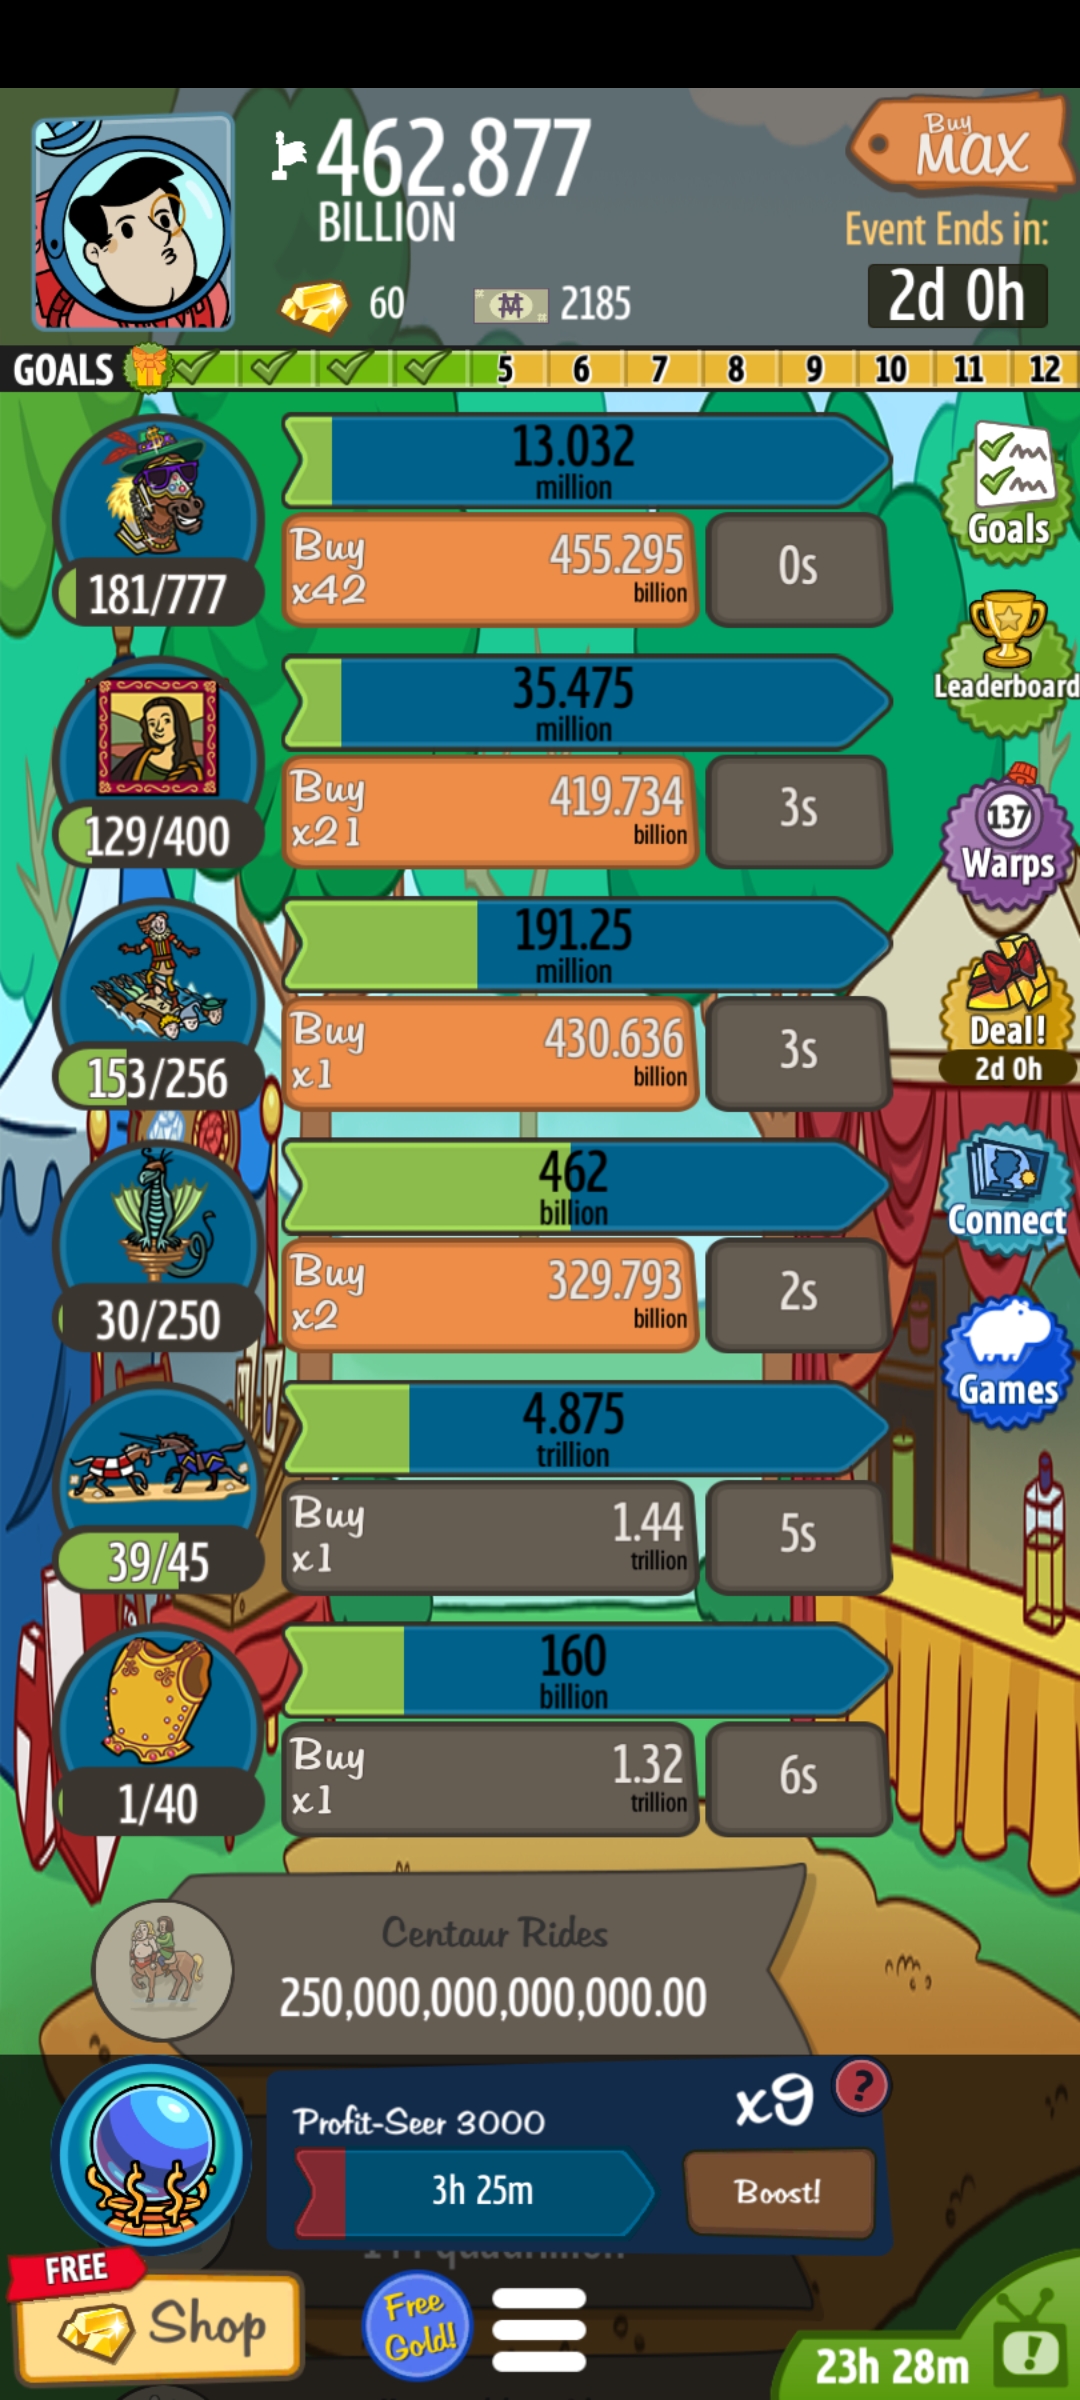 462.877
BILLION
Buy
MAX
Event Ends in:
2d 0h
60
2185
GOALS
5 6 7 8 9 10 11 12
13.032
million
Buy
x42
455.295
billion
0s
181/777
Goals
35.475
million
Leaderboard
Buy
x21
419.734
billion
3s
129/400
137
Warps
191.25
million
Buy
x1
430.636
billion
3s
153/256
Deal!
2d 0h
462
billion
Buy
x2
329.793
billion
2s
30/250
Connect
4.875
trillion
Games
Buy
x1
1.44
trillion
5s
39/45
160
billion
Buy
x1
1.32
trillion
6s
1/40
Centaur Rides
250,000,000,000,000.00
Profit-Seer 3000
x9
?
3h 25m
Boost!
FREE
Shop
Free
Gold!
23h 28m
!